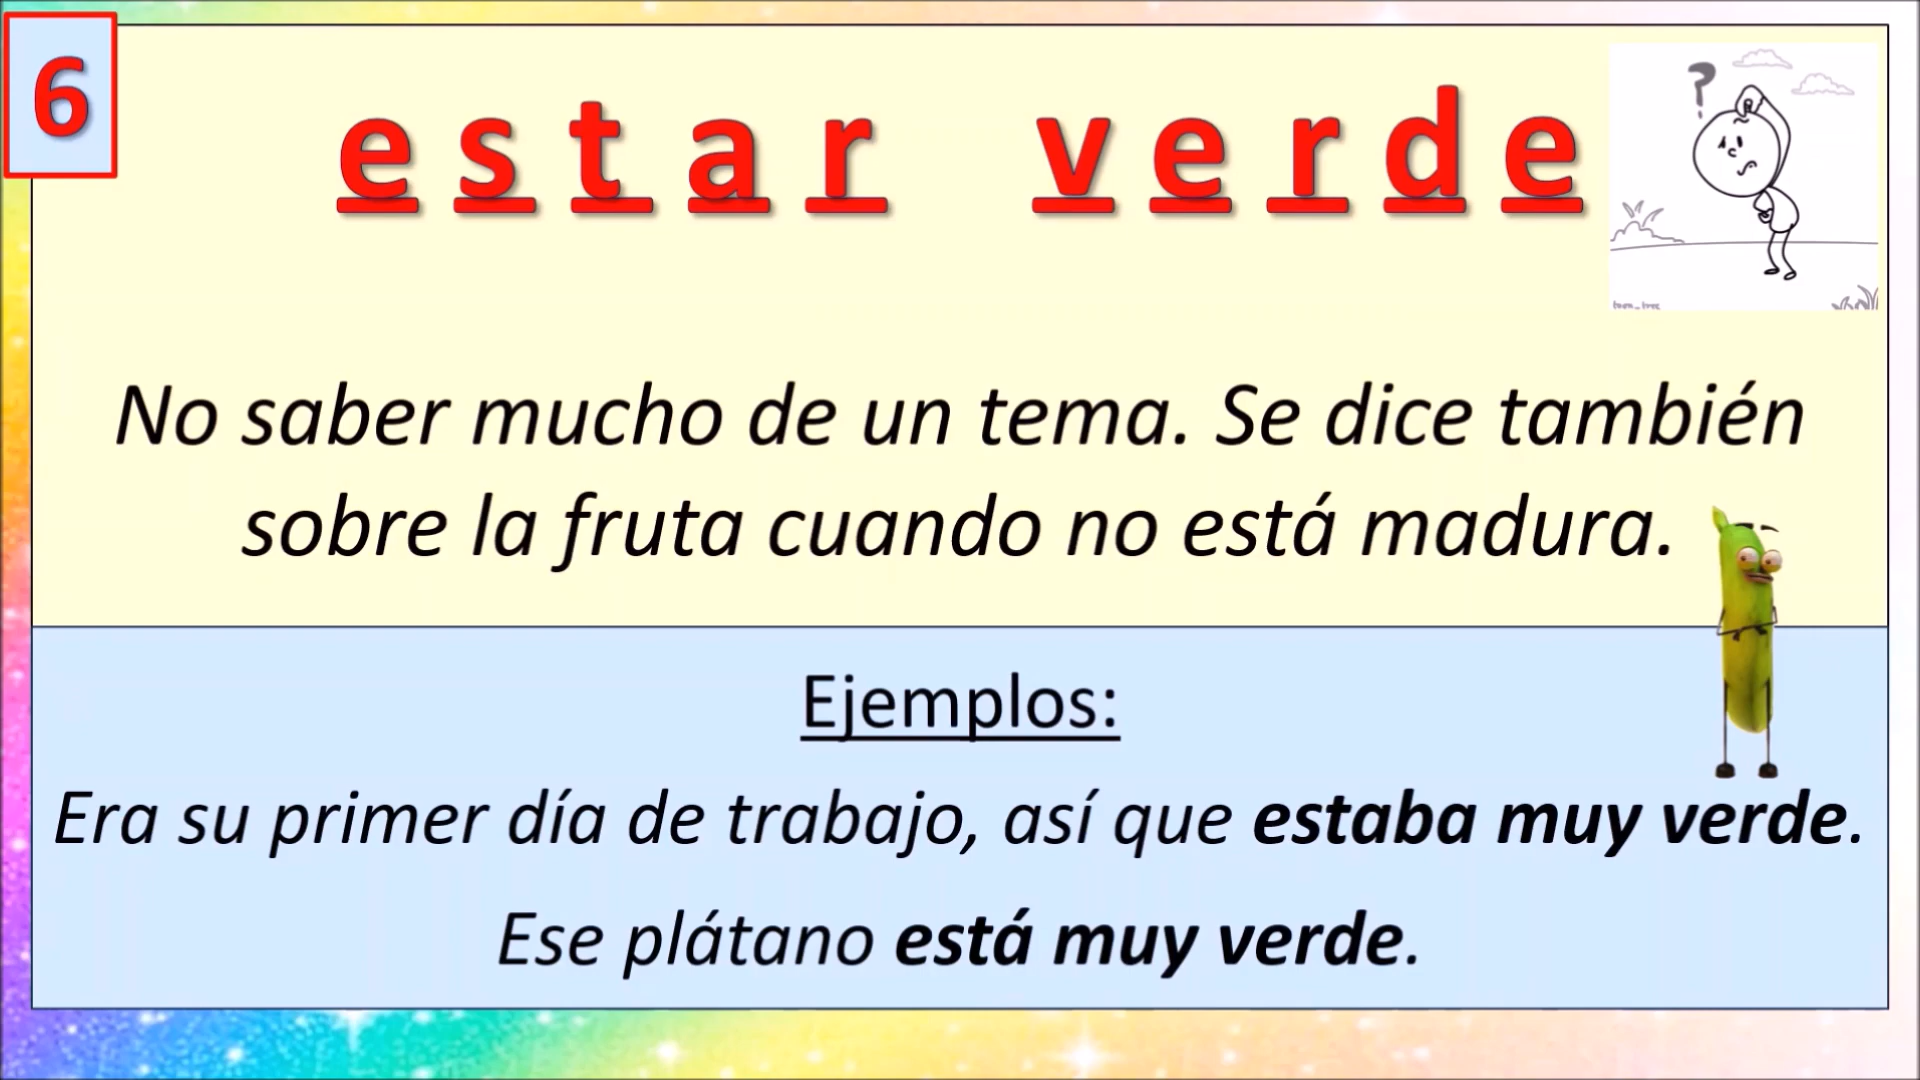 6
estar verde
?
No saber mucho de un tema. Se dice también
sobre la fruta cuando no está madura.
Ejemplos:
Era su primer día de trabajo, así que estaba muy verde.
Ese plátano está muy verde.